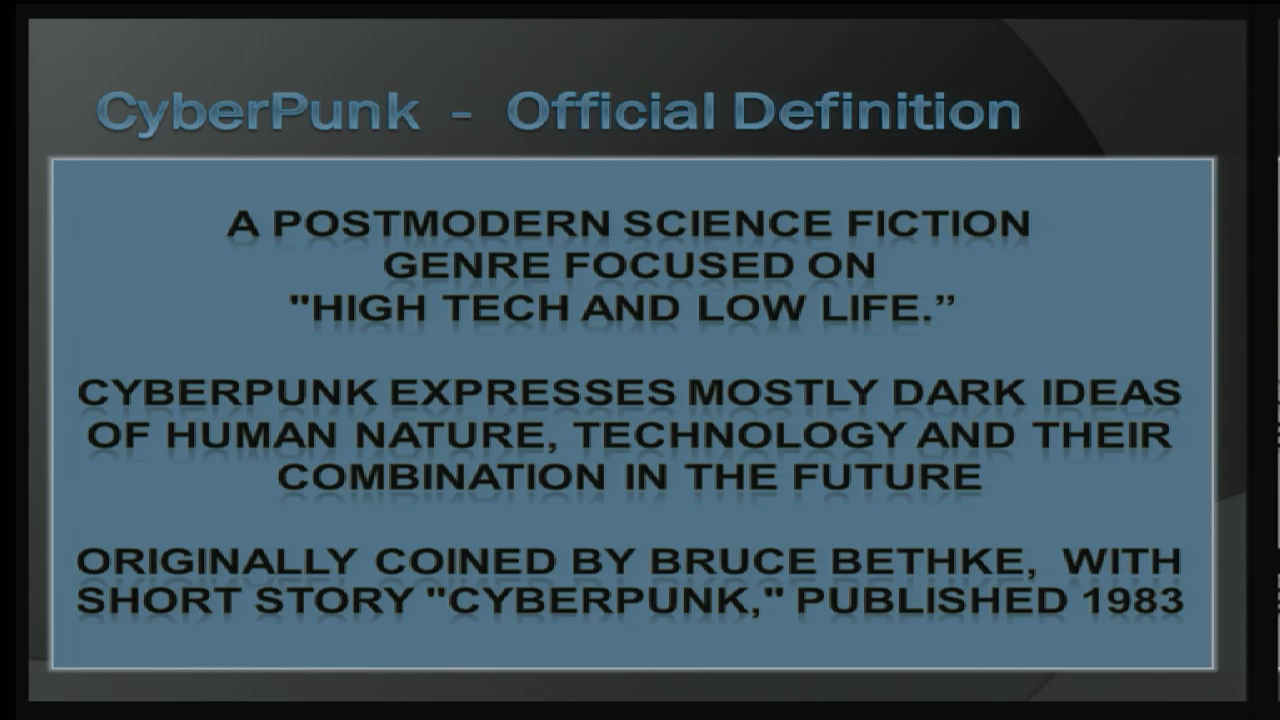 CyberPunk - Official Definition
A POSTMODERN SCIENCE FICTION
GENRE FOCUSED ON
"HIGH TECH AND LOW LIFE.”
CYBERPUNK EXPRESSES MOSTLY DARK IDEAS
OF HUMAN NATURE, TECHNOLOGY AND THEIR
COMBINATION IN THE FUTURE
ORIGINALLY COINED BY BRUCE BETHKE, WITH
SHORT STORY "CYBERPUNK," PUBLISHED 1983